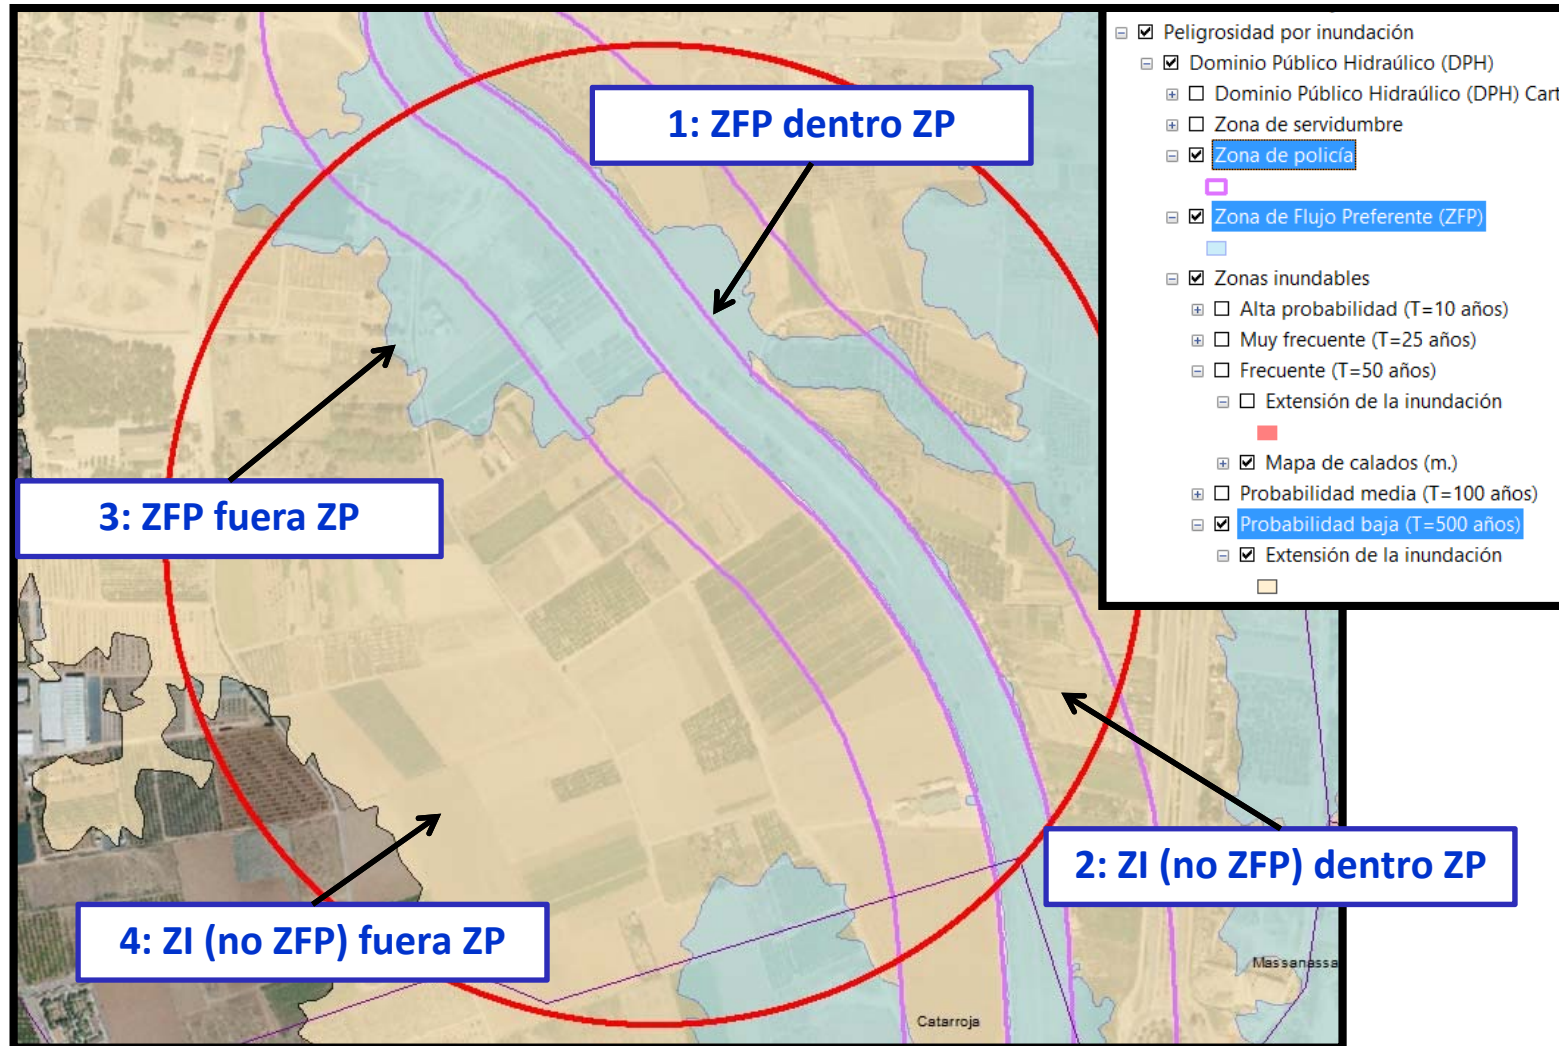 1: ZFP dentro ZP
3: ZFP fuera ZP
2: ZI (no ZFP) dentro ZP
4: ZI (no ZFP) fuera ZP
Massanassa
Catarroja
Peligrosidad por inundación
Dominio Público Hidraúlico (DPH)
Dominio Público Hidraúlico (DPH) Cart
Zona de servidumbre
Zona de policía
Zona de Flujo Preferente (ZFP)
Zonas inundables
Alta probabilidad (T=10 años)
Muy frecuente (T=25 años)
Frecuente (T=50 años)
Extensión de la inundación
Mapa de calados (m.)
Probabilidad media (T=100 años)
Probabilidad baja (T=500 años)
Extensión de la inundación